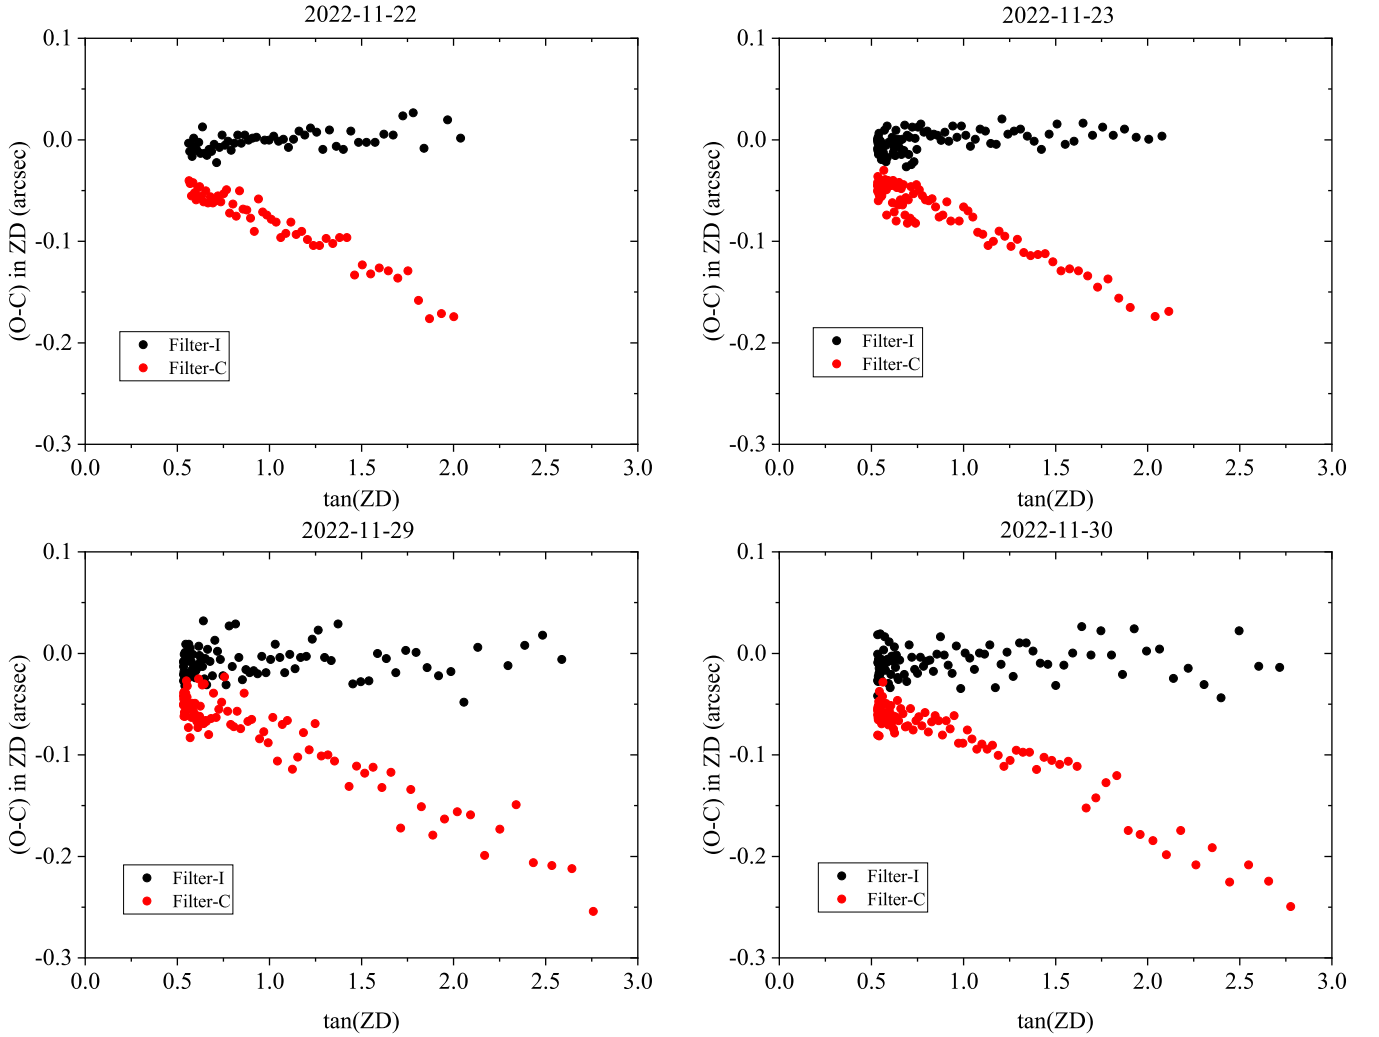 2022-11-22
0.1
0.0
-0.1
-0.2
-0.3
(O-C) in ZD (arcsec)
Filter-I
Filter-C
0.0 0.5 1.0 1.5 2.0 2.5 3.0
tan(ZD)
2022-11-23
0.1
0.0
-0.1
-0.2
-0.3
(O-C) in ZD (arcsec)
Filter-I
Filter-C
0.0 0.5 1.0 1.5 2.0 2.5 3.0
tan(ZD)
2022-11-29
0.1
0.0
-0.1
-0.2
-0.3
(O-C) in ZD (arcsec)
Filter-I
Filter-C
0.0 0.5 1.0 1.5 2.0 2.5 3.0
tan(ZD)
2022-11-30
0.1
0.0
-0.1
-0.2
-0.3
(O-C) in ZD (arcsec)
Filter-I
Filter-C
0.0 0.5 1.0 1.5 2.0 2.5 3.0
tan(ZD)